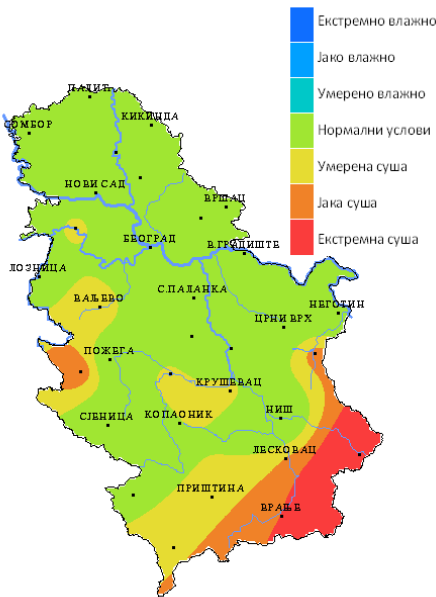 Екстремно влажно
Јако влажно
Умерено влажно
Нормални услови
Умерена суша
Јака суша
Екстремна суша
ПАЛИЋ
СОМБОР
КИКИНДА
НОВИ САД
ВРШАЦ
БЕОГРАД
В.ГРАДИШТЕ
ЛОЗНИЦА
С.ПАЛАНКА
ВАЉЕВО
НЕГОТИН
ЦРНИ ВРХ
ПОЖЕГА
КРУШЕВАЦ
СЈЕНИЦА
КОПАОНИК
НИШ
ЛЕСКОВАЦ
ПРИШТИНА
ВРАЊЕ